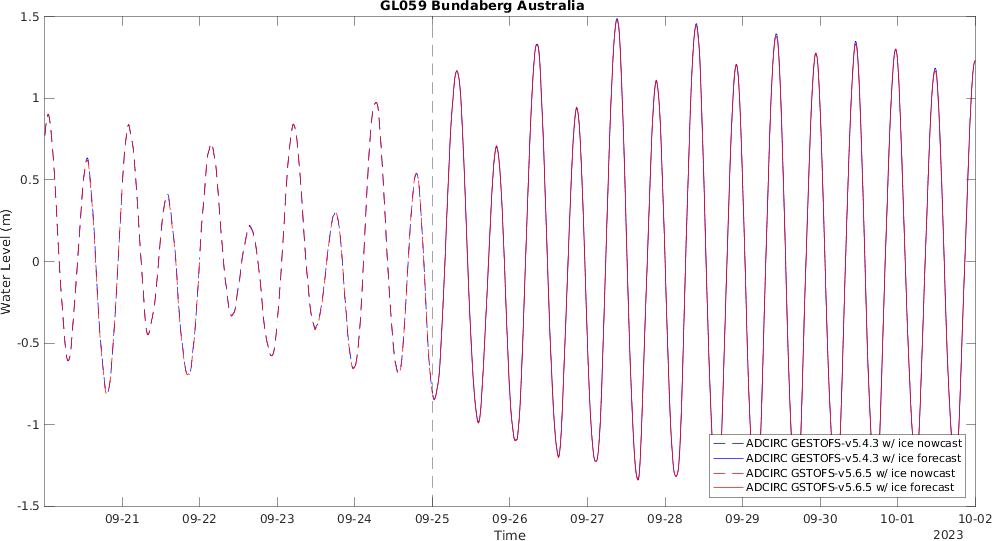 GL059 Bundaberg Australia
1.5
1
0.5
0
-0.5
-1
-1.5
Water Level (m)
ADCIRC GESTOFS-v5.4.3 w/ ice nowcast
ADCIRC GESTOFS-v5.4.3 w/ ice forecast
ADCIRC GSTOFS-v5.6.5 w/ ice nowcast
ADCIRC GSTOFS-v5.6.5 w/ ice forecast
09-21 09-22 09-23 09-24 09-25 09-26 09-27 09-28 09-29 09-30 10-01 10-02
Time
2023